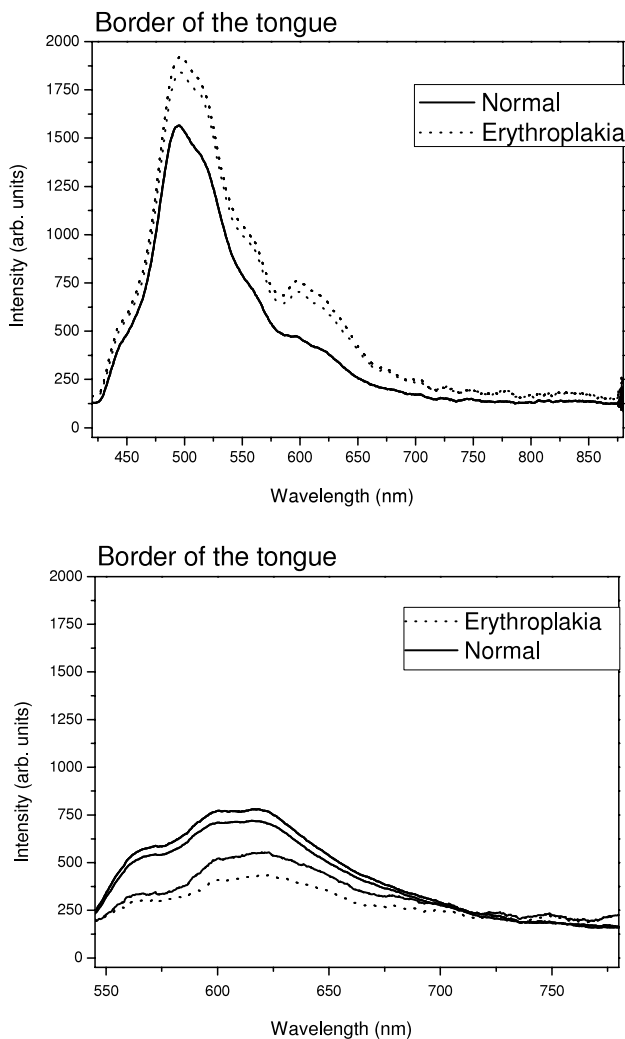 Border of the tongue
2000
1750
1500
1250
1000
750
500
250
0
Intensity (arb. units)
Normal
Erythroplakia
450 500 550 600 650 700 750 800 850
Wavelength (nm)
Border of the tongue
2000
1750
1500
1250
1000
750
500
250
0
Intensity (arb. units)
Erythroplakia
Normal
550 600 650 700 750
Wavelength (nm)